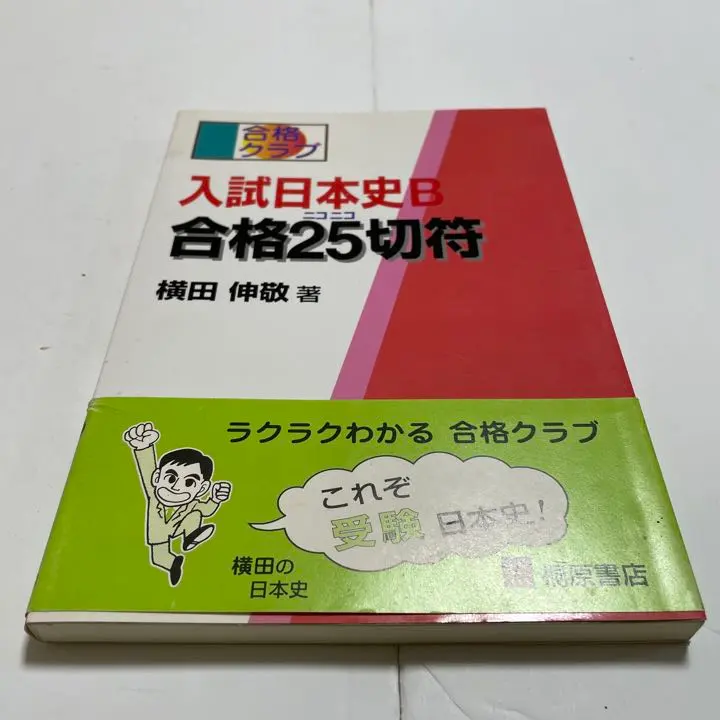 合格
クラブ
入試日本史B
ニコニコ
合格25切符
横田 伸敬 著
ラクラクわかる 合格クラブ
これぞ
受験 日本史!
横田の
日本史
桐原書店